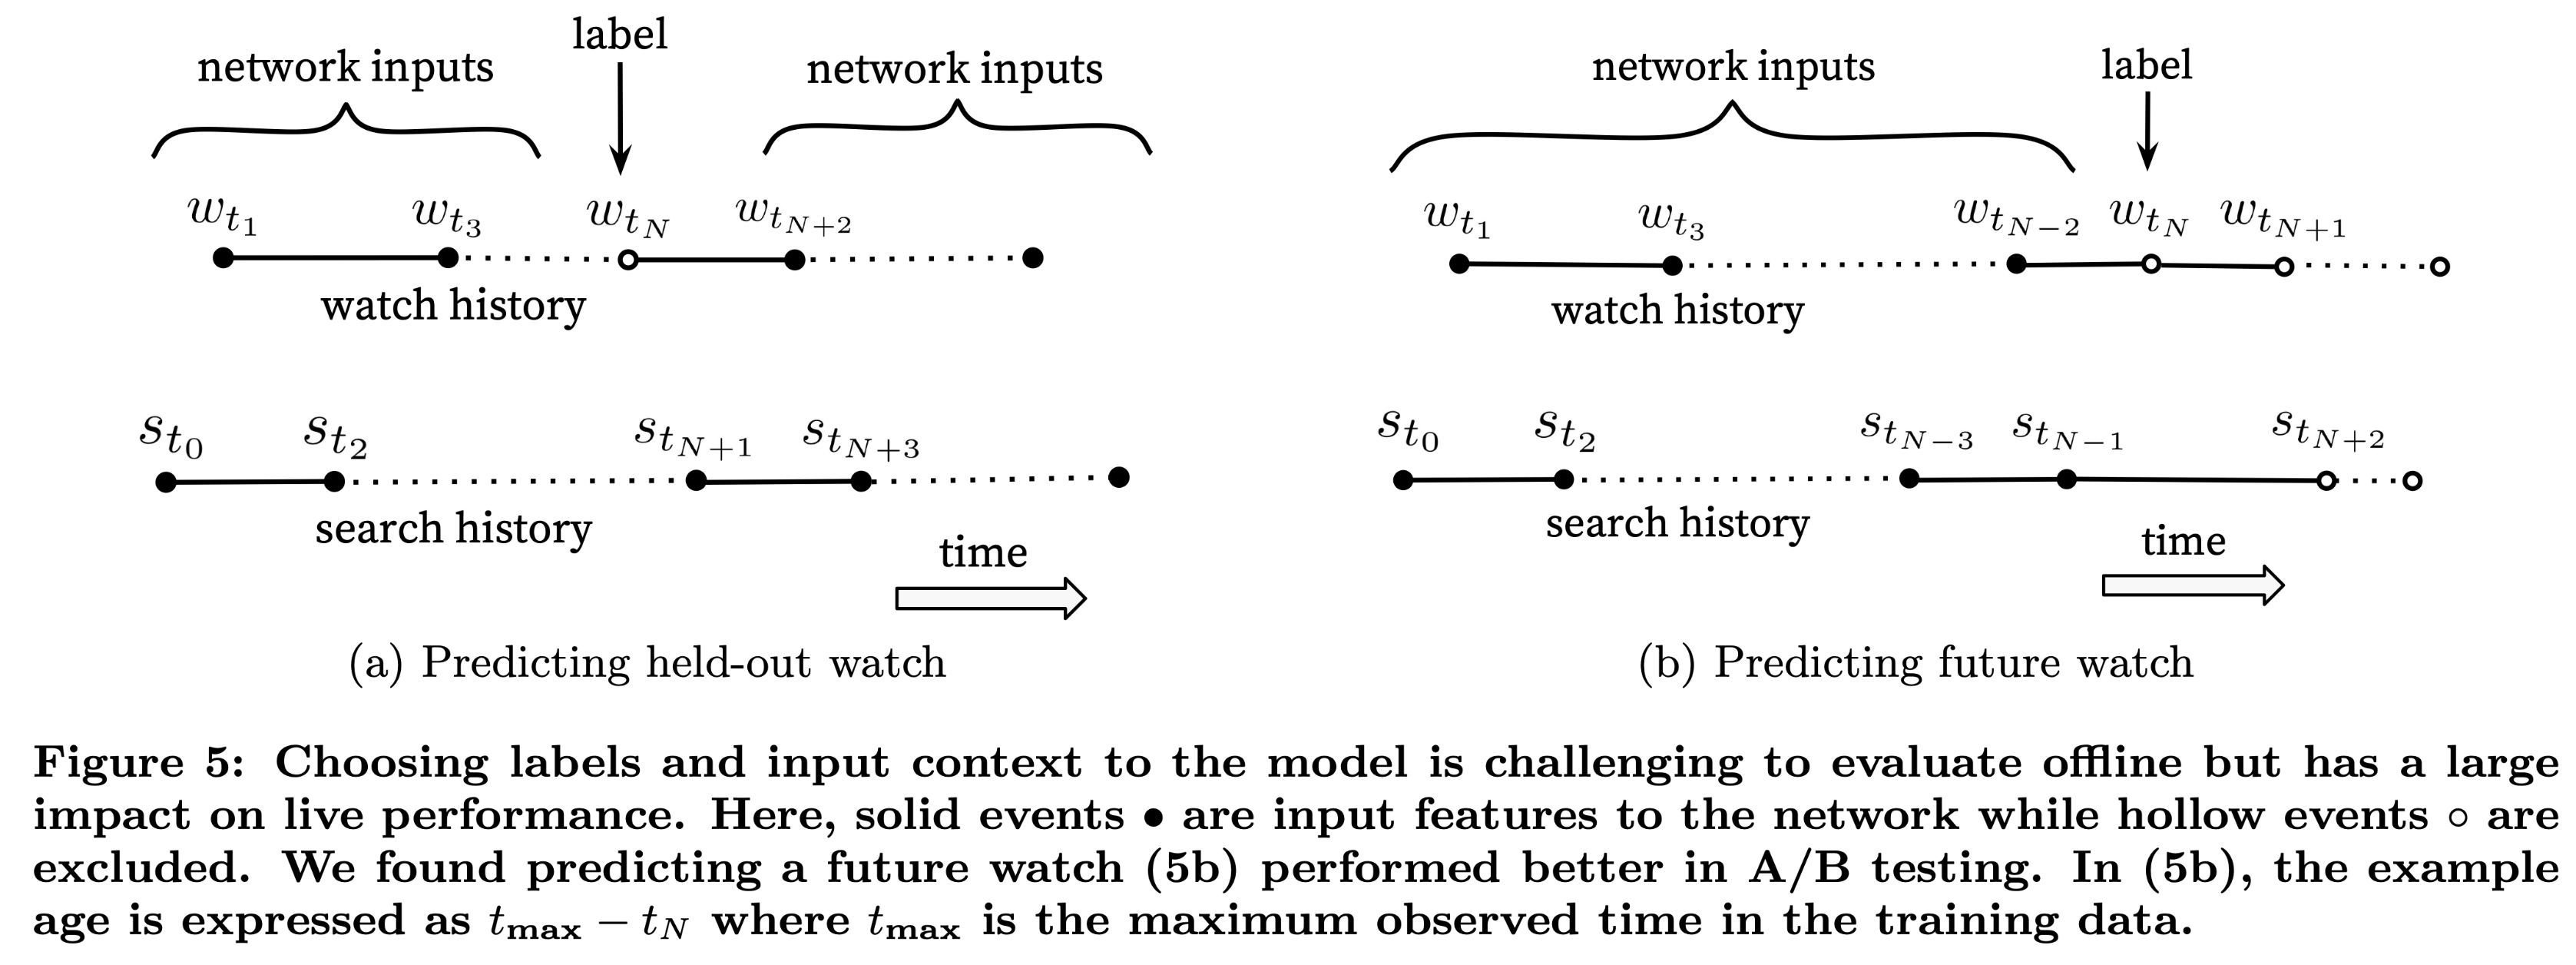 label
network inputs
network inputs
w_{t_1} w_{t_3} w_{t_N} w_{t_{N+2}}
watch history
s_{t_0} s_{t_2} s_{t_{N+1}} s_{t_{N+3}}
search history
time
(a) Predicting held-out watch
network inputs
label
w_{t_1} w_{t_3} w_{t_{N-2}} w_{t_N} w_{t_{N+1}}
watch history
s_{t_0} s_{t_2} s_{t_{N-3}} s_{t_{N-1}} s_{t_{N+2}}
search history
time
(b) Predicting future watch
Figure 5: Choosing labels and input context to the model is challenging to evaluate offline but has a large
impact on live performance. Here, solid events • are input features to the network while hollow events ◦ are
excluded. We found predicting a future watch (5b) performed better in A/B testing. In (5b), the example
age is expressed as t_{max} − t_N where t_{max} is the maximum observed time in the training data.